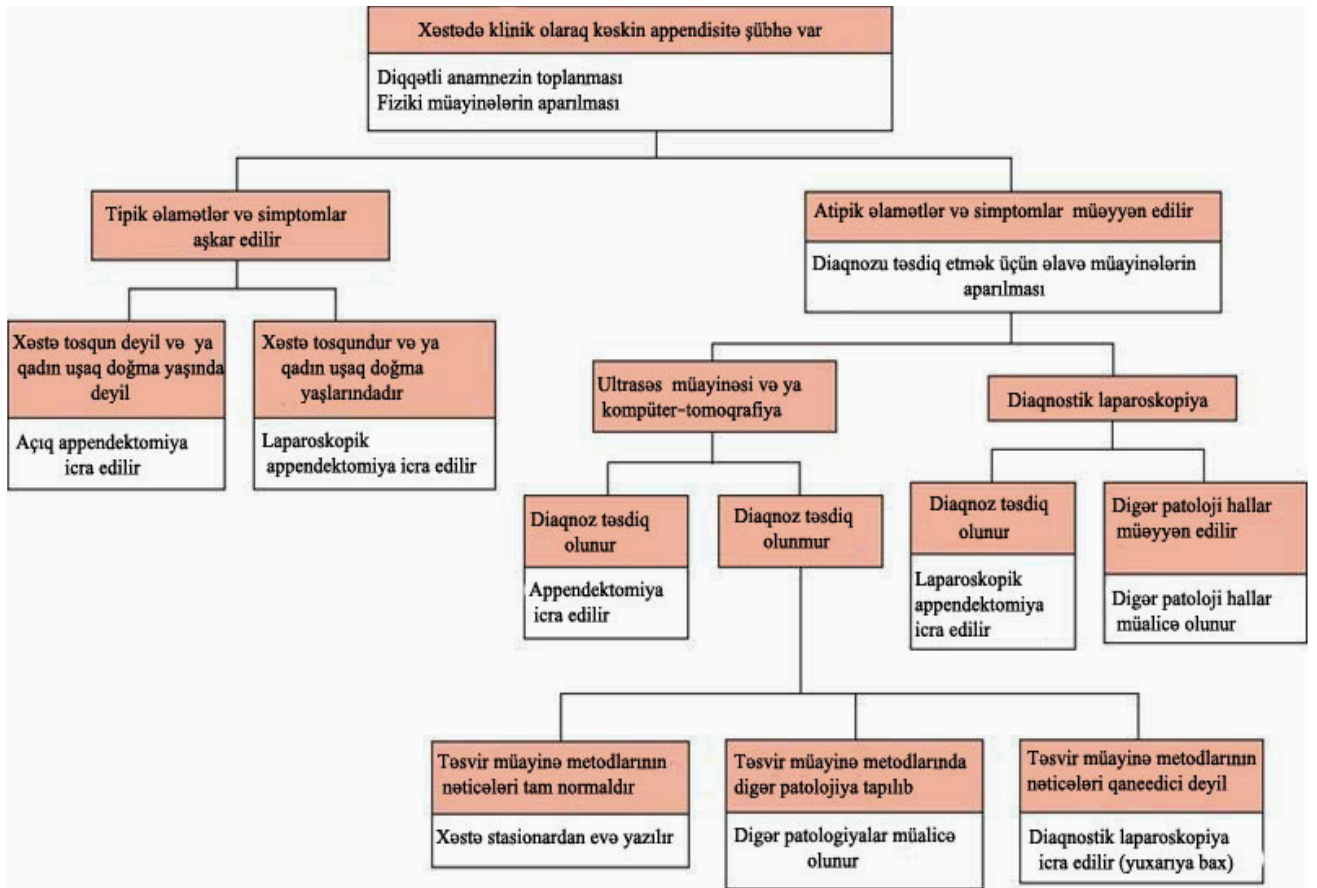 Xəstədə klinik olaraq kəskin appendisitə şübhə var
Diqqətli anamnezin toplanması
Fiziki müayinələrin aparılması
Tipik əlamətlər və simptomlar
aşkar edilir
Atipik əlamətlər və simptomlar müəyyən edilir
Diaqnozu təsdiq etmək üçün əlavə müayinələrin
aparılması
Xəstə tosqun deyil və ya
qadın uşaq doğma yaşında
deyil
Açıq appendektomiya
icra edilir
Xəstə tosqundur və ya
qadın uşaq doğma
yaşlarındadır
Laparoskopik
appendektomiya icra edilir
Ultrasəs müayinəsi və ya
kompüter-tomoqrafiya
Diaqnostik laparoskopiya
Diaqnoz təsdiq
olunur
Appendektomiya
icra edilir
Diaqnoz təsdiq
olunmur
Diaqnoz təsdiq
olunur
Laparoskopik
appendektomiya
icra edilir
Digər patoloji hallar
müəyyən edilir
Digər patoloji hallar
müalicə olunur
Təsvir müayinə metodlarının
nəticələri tam normaldır
Xəstə stasionardan evə yazılır
Təsvir müayinə metodlarında
digər patolojiya tapılıb
Digər patologiyalar müalicə
olunur
Təsvir müayinə metodlarının
nəticələri qaneedici deyil
Diaqnostik laparoskopiya
icra edilir (yuxarıya bax)